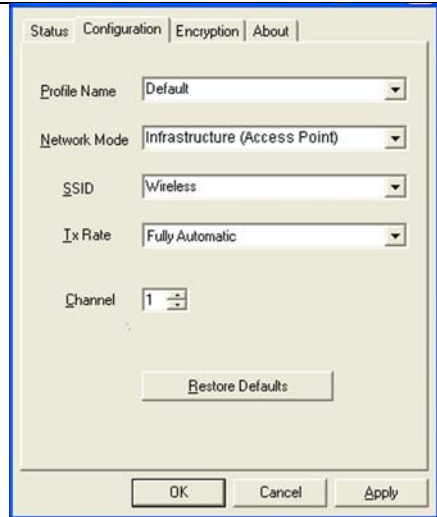 Status Configuration Encryption About
Profile Name Default
Network Mode Infrastructure (Access Point)
SSID Wireless
Tx Rate Fully Automatic
Channel 1
Restore Defaults
OK Cancel Apply